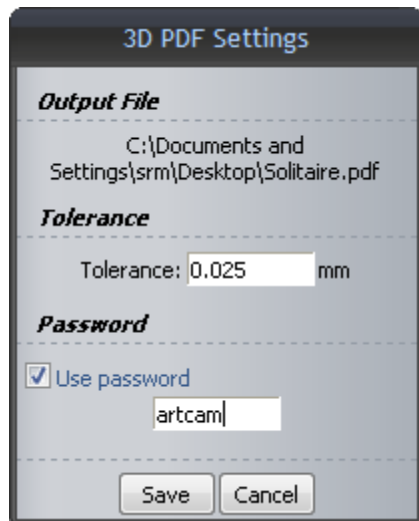 3D PDF Settings
Output File
C:\Documents and
Settings\srm\Desktop\Solitaire.pdf
Tolerance
Tolerance: 0.025 mm
Password
Use password
artcam
Save Cancel